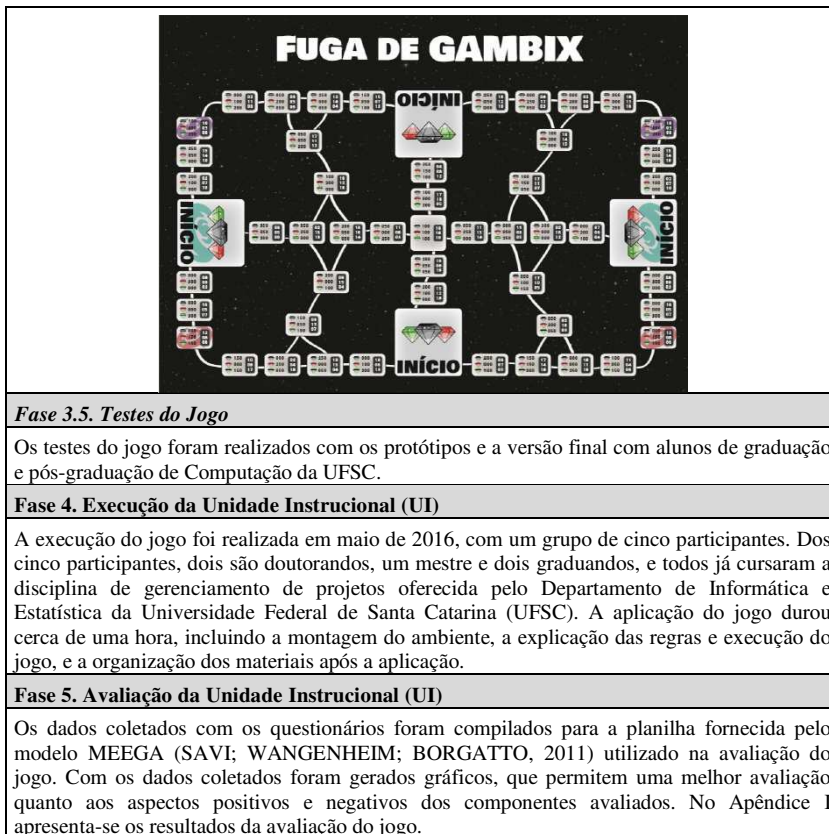 FUGA DE GAMBIX
INÍCIO
INÍCIO
INÍCIO
INÍCIO
Fase 3.5. Testes do Jogo
Os testes do jogo foram realizados com os protótipos e a versão final com alunos de graduação
e pós-graduação de Computação da UFSC.
Fase 4. Execução da Unidade Instrucional (UI)
A execução do jogo foi realizada em maio de 2016, com um grupo de cinco participantes. Dos
cinco participantes, dois são doutorandos, um mestre e dois graduandos, e todos já cursaram a
disciplina de gerenciamento de projetos oferecida pelo Departamento de Informática e
Estatística da Universidade Federal de Santa Catarina (UFSC). A aplicação do jogo durou
cerca de uma hora, incluindo a montagem do ambiente, a explicação das regras e execução do
jogo, e a organização dos materiais após a aplicação.
Fase 5. Avaliação da Unidade Instrucional (UI)
Os dados coletados com os questionários foram compilados para a planilha fornecida pelo
modelo MEEGA (SAVI; WANGENHEIM; BORGATTO, 2011) utilizado na avaliação do
jogo. Com os dados coletados foram gerados gráficos, que permitem uma melhor avaliação
quanto aos aspectos positivos e negativos dos componentes avaliados. No Apêndice
apresenta-se os resultados da avaliação do jogo.